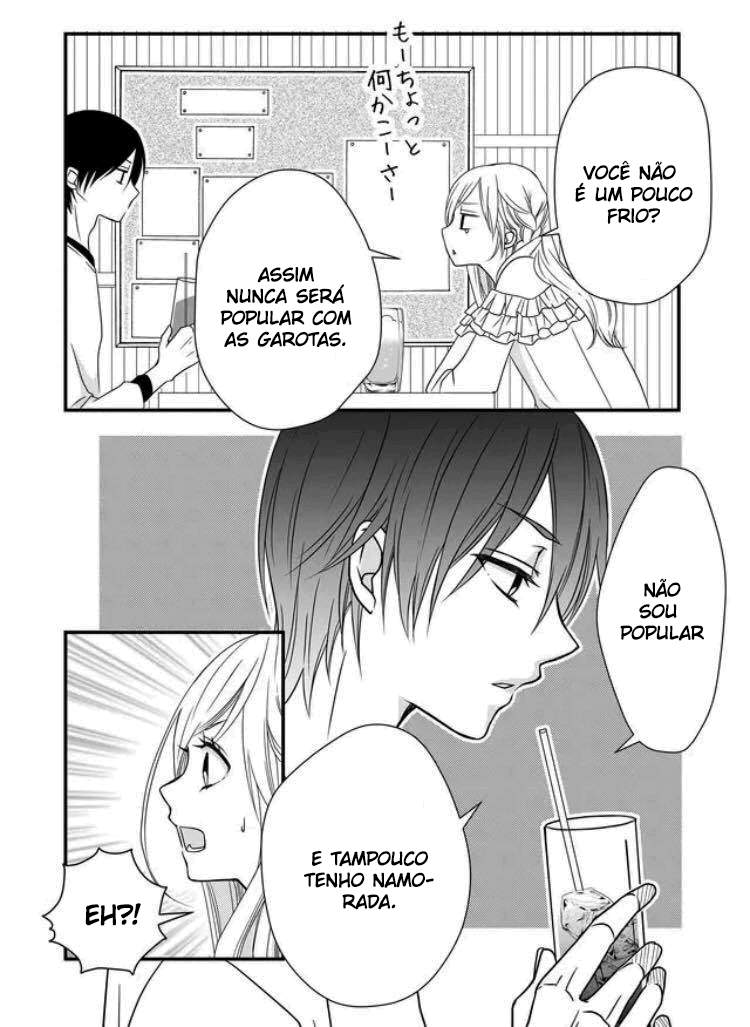 VOCÊ NÃO
É UM POUCO
FRIO?
もーちょっと
何かこーさー
ASSIM
NUNCA SERÁ
POPULAR COM
AS GAROTAS.
NÃO
SOU
POPULAR
E TAMPOUCO
TENHO NAMO-
RADA.
EH?!